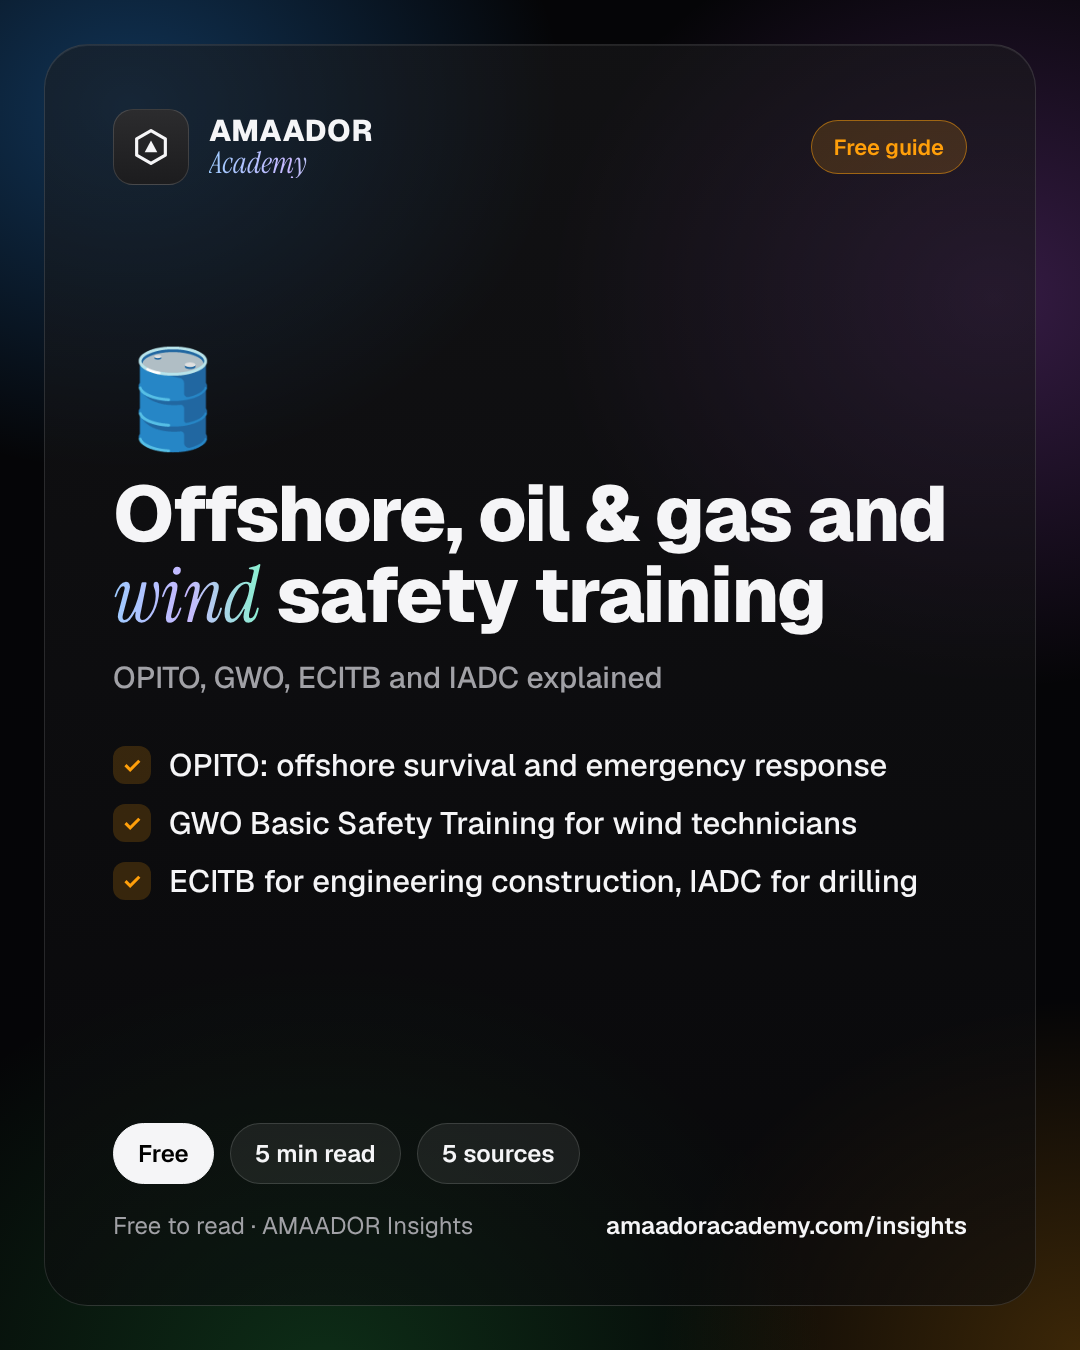 AMAADOR
Academy
Free guide
Offshore, oil & gas and
wind safety training
OPITO, GWO, ECITB and IADC explained
OPITO: offshore survival and emergency response
GWO Basic Safety Training for wind technicians
ECITB for engineering construction, IADC for drilling
Free
5 min read
5 sources
Free to read · AMAADOR Insights
amaadoracademy.com/insights